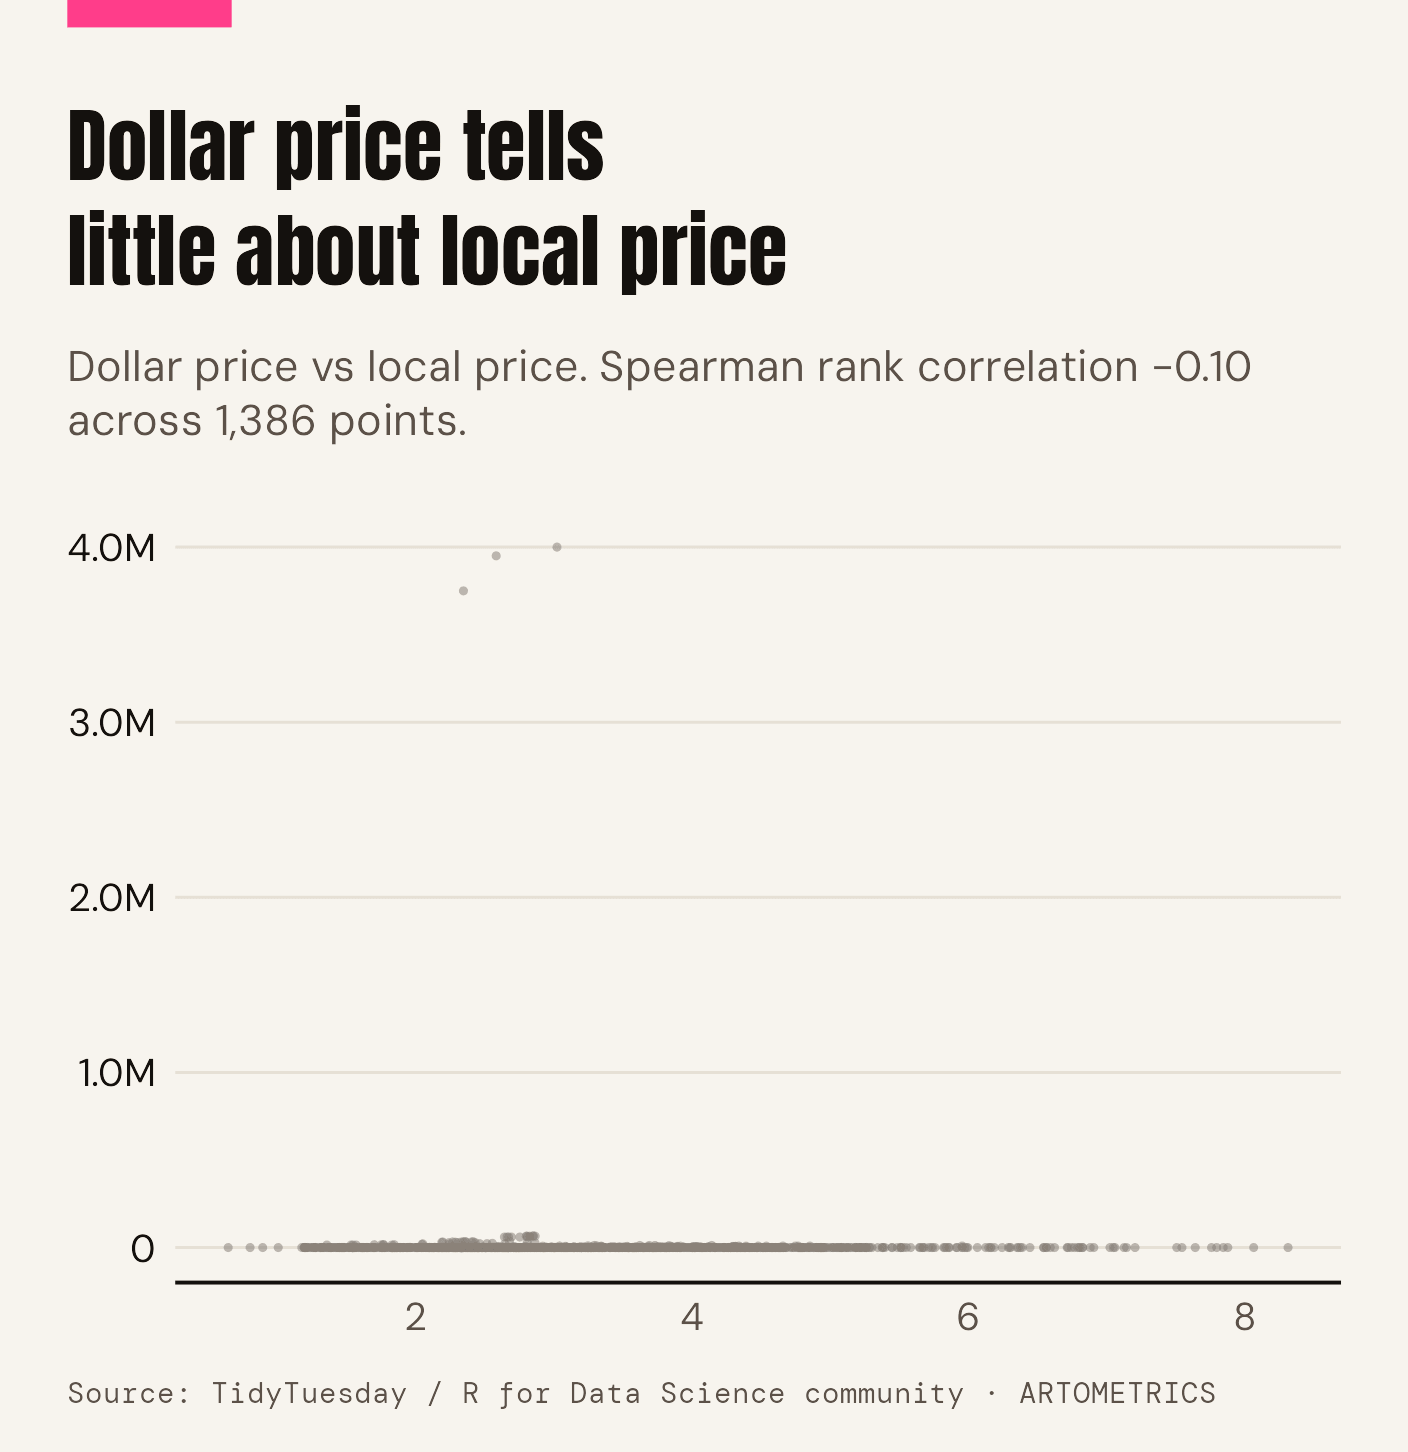 Dollar price tells
little about local price
Dollar price vs local price. Spearman rank correlation −0.10
across 1,386 points.
4.0M
3.0M
2.0M
1.0M
0
2 4 6 8
Source: TidyTuesday / R for Data Science community · ARTOMETRICS